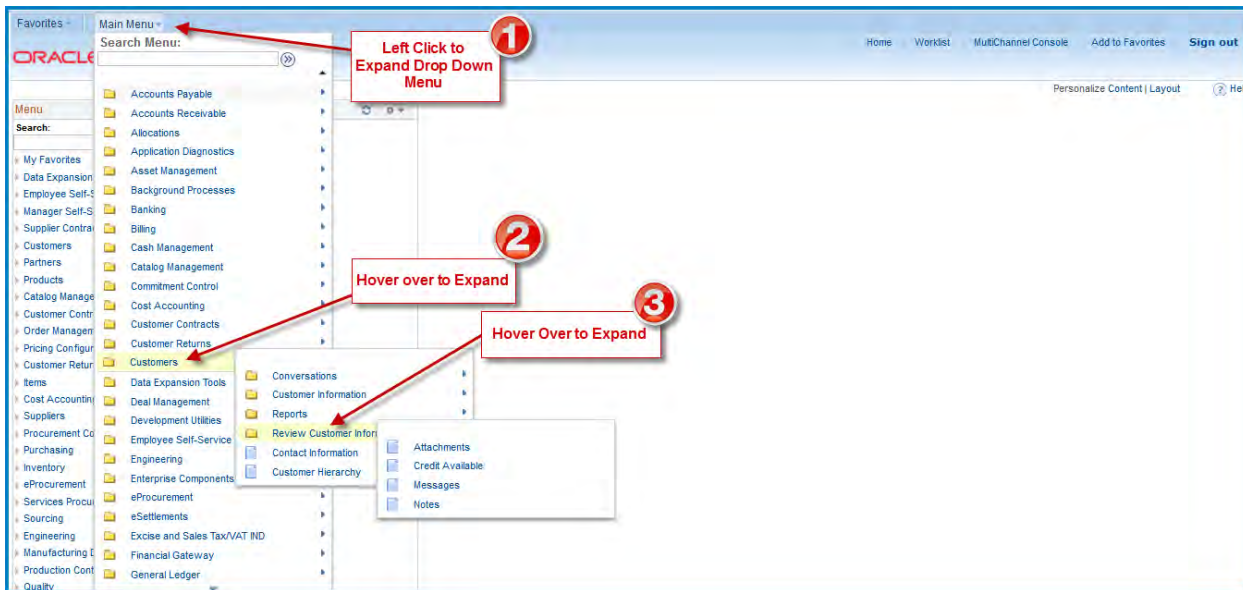 Favorites
Main Menu
1
Search Menu:
Left Click to
Expand Drop Down
Menu
Home
Worklist
MultiChannel Console
Add to Favorites
Sign out
ORACLE
Personalize Content | Layout
Menu
Search:
My Favorites
Data Expansion
Employee Self-S
Manager Self-S
Supplier Contra
Customers
Partners
Products
Catalog Manage
Customer Contr
Order Managem
Pricing Configur
Customer Retur
Items
Cost Accountin
Suppliers
Procurement Co
Purchasing
Inventory
eProcurement
Services Procu
Sourcing
Engineering
Manufacturing D
Production Cont
Quality
Accounts Payable
Accounts Receivable
Allocations
Application Diagnostics
Asset Management
Background Processes
Banking
Billing
Cash Management
Catalog Management
Commitment Control
Cost Accounting
Customer Contracts
Customer Returns
Customers
Data Expansion Tools
Deal Management
Development Utilities
Employee Self-Service
Engineering
Enterprise Components
eProcurement
eSettlements
Excise and Sales Tax/VAT IND
Financial Gateway
General Ledger
2
Hover over to Expand
3
Hover Over to Expand
Conversations
Customer Information
Reports
Review Customer Infor
Contact Information
Customer Hierarchy
Attachments
Credit Available
Messages
Notes